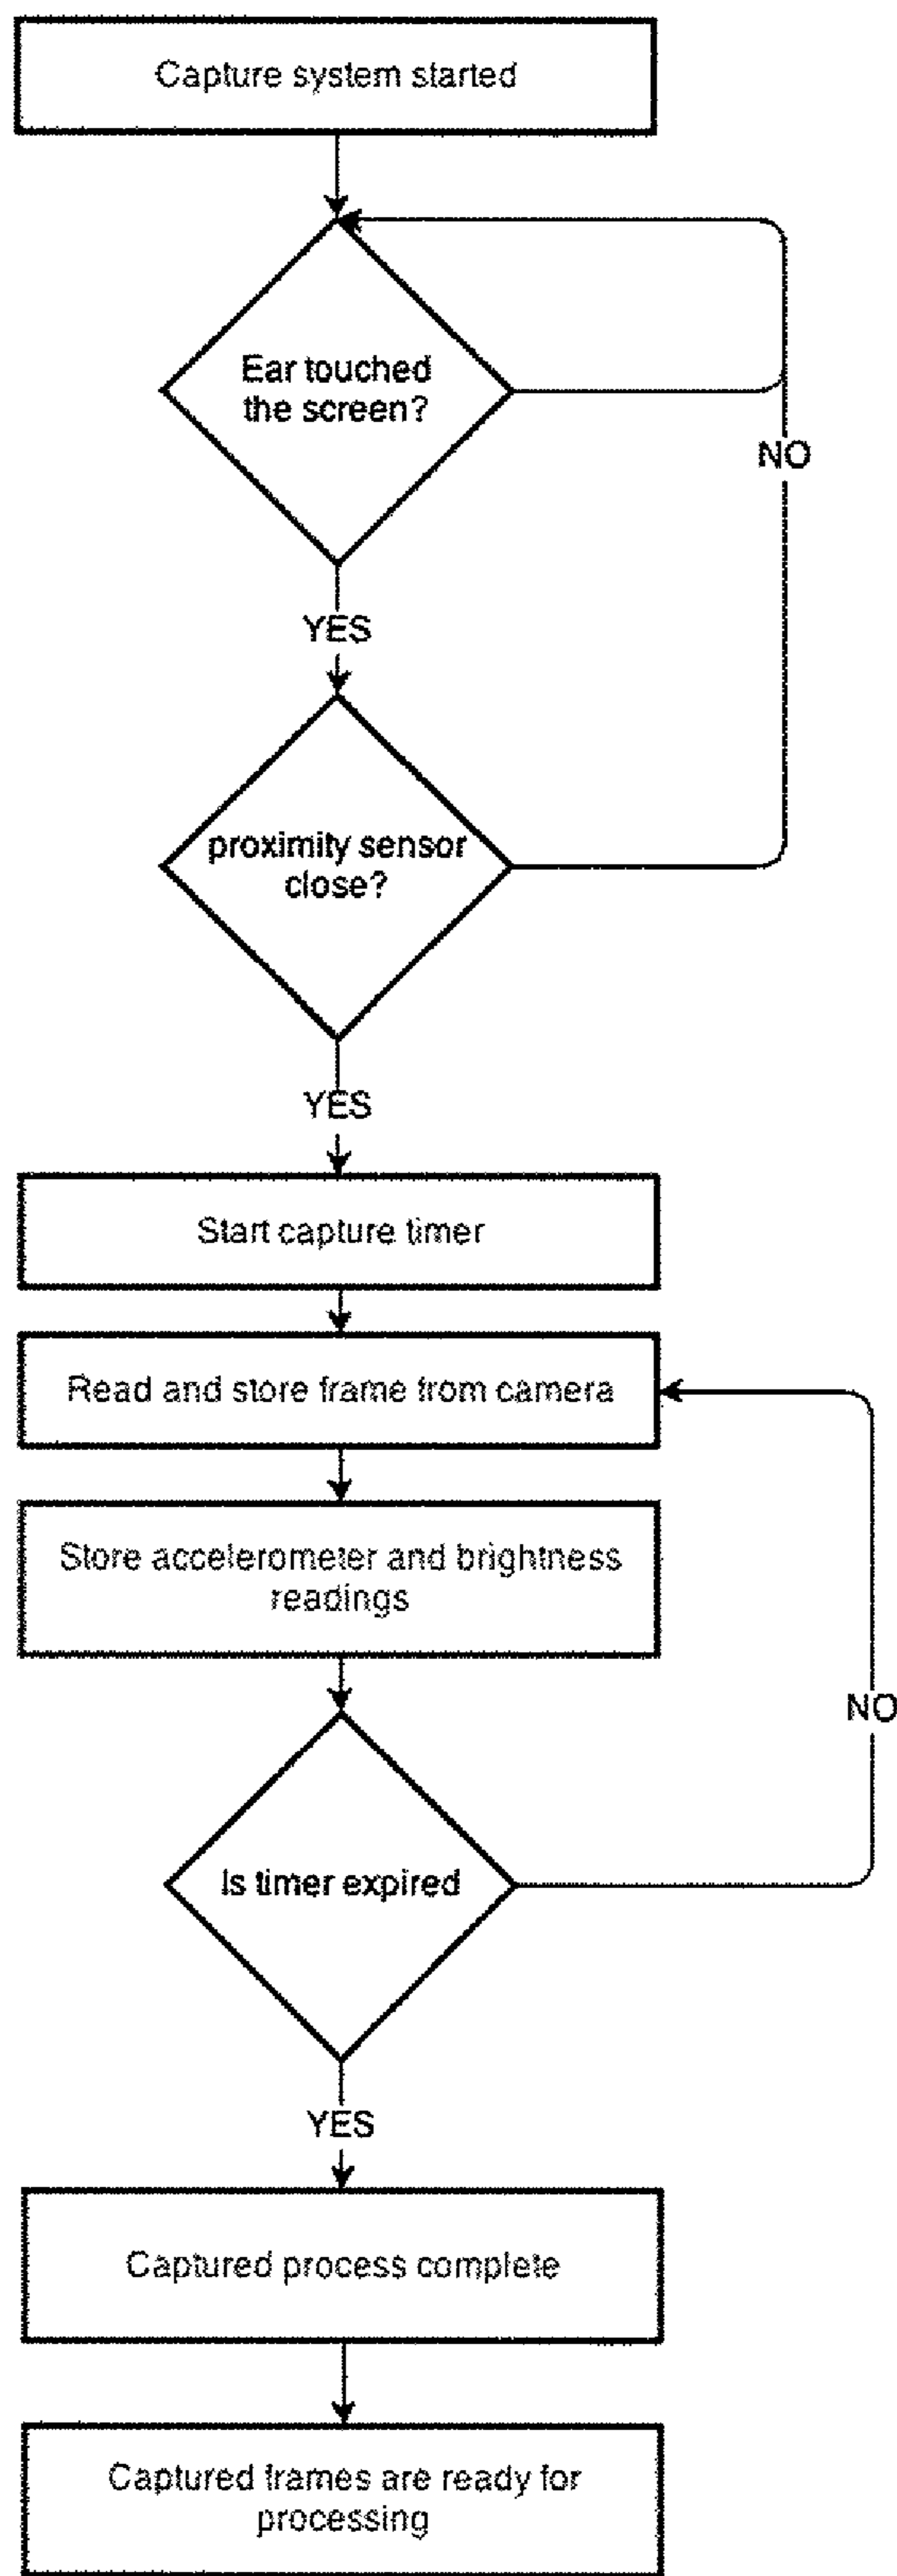 Capture system started
Ear touched
the screen?
NO
YES
proximity sensor
close?
YES
Start capture timer
Read and store frame from camera
Store accelerometer and brightness
readings
NO
Is timer expired
YES
Captured process complete
Captured frames are ready for
processing